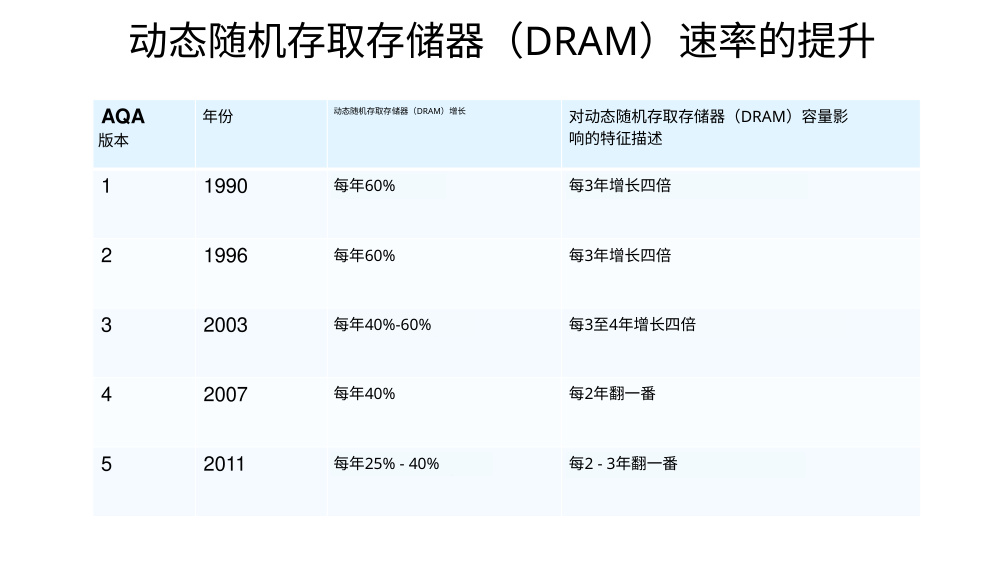 动态随机存取存储器（DRAM）速率的提升
AQA
版本
年份
动态随机存取存储器（DRAM）增长
对动态随机存取存储器（DRAM）容量影
响的特征描述
1
1990
每年60%
每3年增长四倍
2
1996
每年60%
每3年增长四倍
3
2003
每年40%-60%
每3至4年增长四倍
4
2007
每年40%
每2年翻一番
5
2011
每年25% - 40%
每2 - 3年翻一番